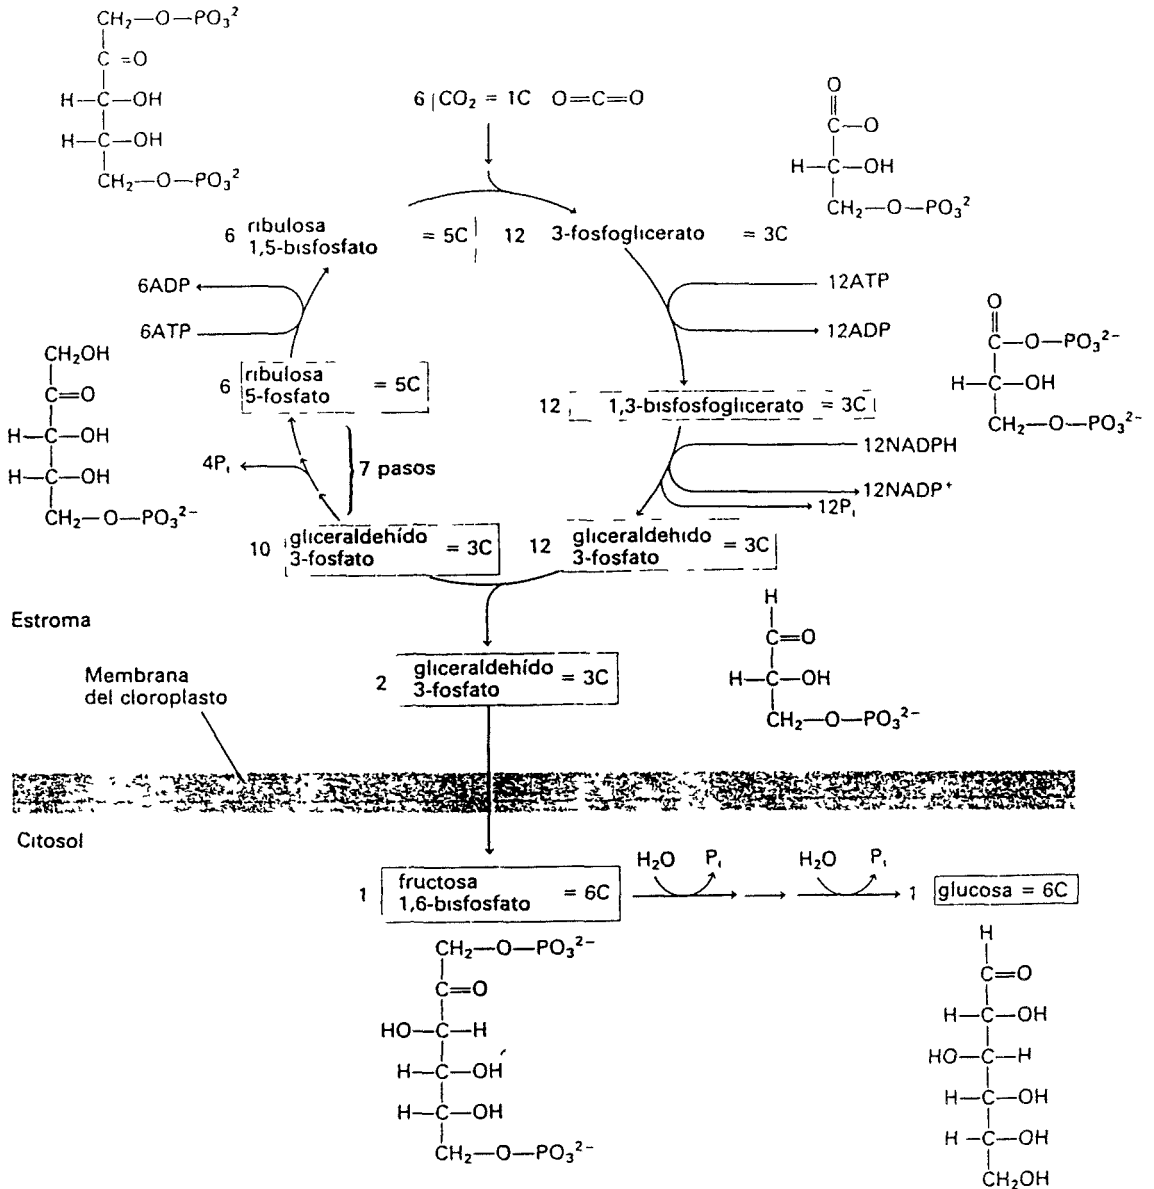 CH₂—O—PO₃²
C=O
H—C—OH
H—C—OH
CH₂—O—PO₃²
6 CO₂ = 1C O=C=O
O
C—O
H—C—OH
CH₂—O—PO₃²
6 ribulosa
1,5-bisfosfato = 5C
12 3-fosfoglicerato = 3C
6ADP
6ATP
12ATP
12ADP
CH₂OH
C=O
H—C—OH
H—C—OH
CH₂—O—PO₃²⁻
6 ribulosa
5-fosfato = 5C
12 1,3-bisfosfoglicerato = 3C
O
C—O—PO₃²⁻
H—C—OH
CH₂—O—PO₃²⁻
4Pᵢ
7 pasos
12NADPH
12NADP⁺
12Pᵢ
10 gliceraldehído
3-fosfato = 3C
12 gliceraldehido
3-fosfato = 3C
Estroma
H
C=O
H—C—OH
CH₂—O—PO₃²⁻
2 gliceraldehído
3-fosfato = 3C
Membrana
del cloroplasto
Citosol
1 fructosa
1,6-bisfosfato = 6C
H₂O Pᵢ H₂O Pᵢ
1 glucosa = 6C
CH₂—O—PO₃²⁻
C=O
HO—C—H
H—C—OH
H—C—OH
CH₂—O—PO₃²⁻
H
C=O
H—C—OH
HO—C—H
H—C—OH
H—C—OH
CH₂OH